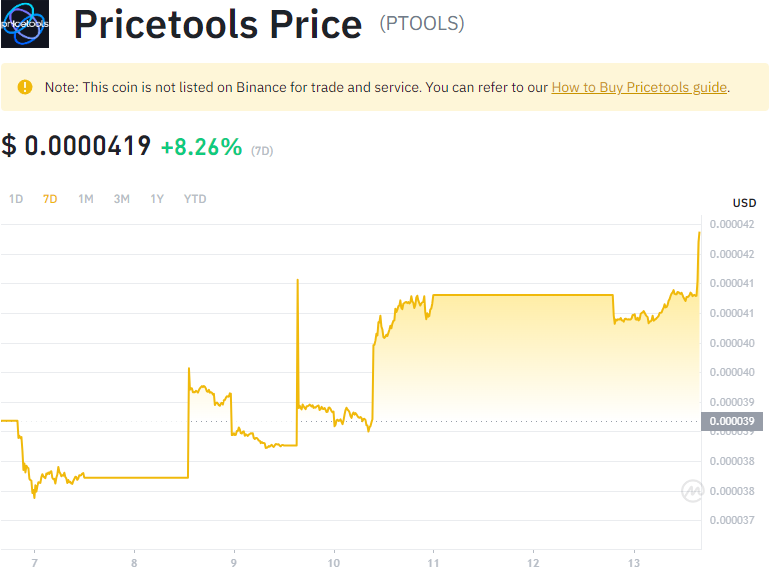 pricetools
Pricetools Price (PTOOLS)
Note: This coin is not listed on Binance for trade and service. You can refer to our How to Buy Pricetools guide.
$ 0.0000419 +8.26% (7D)
1D 7D 1M 3M 1Y YTD
USD
0.000042
0.000042
0.000041
0.000041
0.000040
0.000040
0.000039
0.000039
0.000039
0.000038
0.000038
0.000037
7 8 9 10 11 12 13